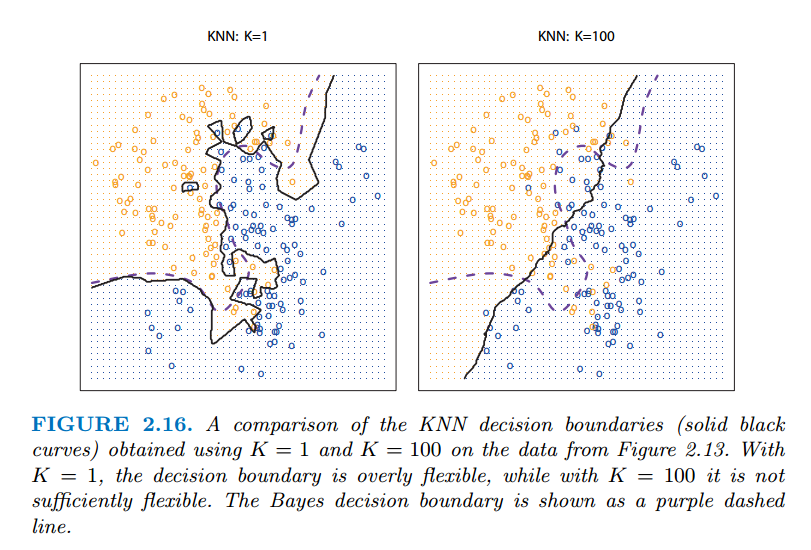 KNN: K=1
KNN: K=100
FIGURE 2.16. A comparison of the KNN decision boundaries (solid black
curves) obtained using K = 1 and K = 100 on the data from Figure 2.13. With
K = 1, the decision boundary is overly flexible, while with K = 100 it is not
sufficiently flexible. The Bayes decision boundary is shown as a purple dashed
line.